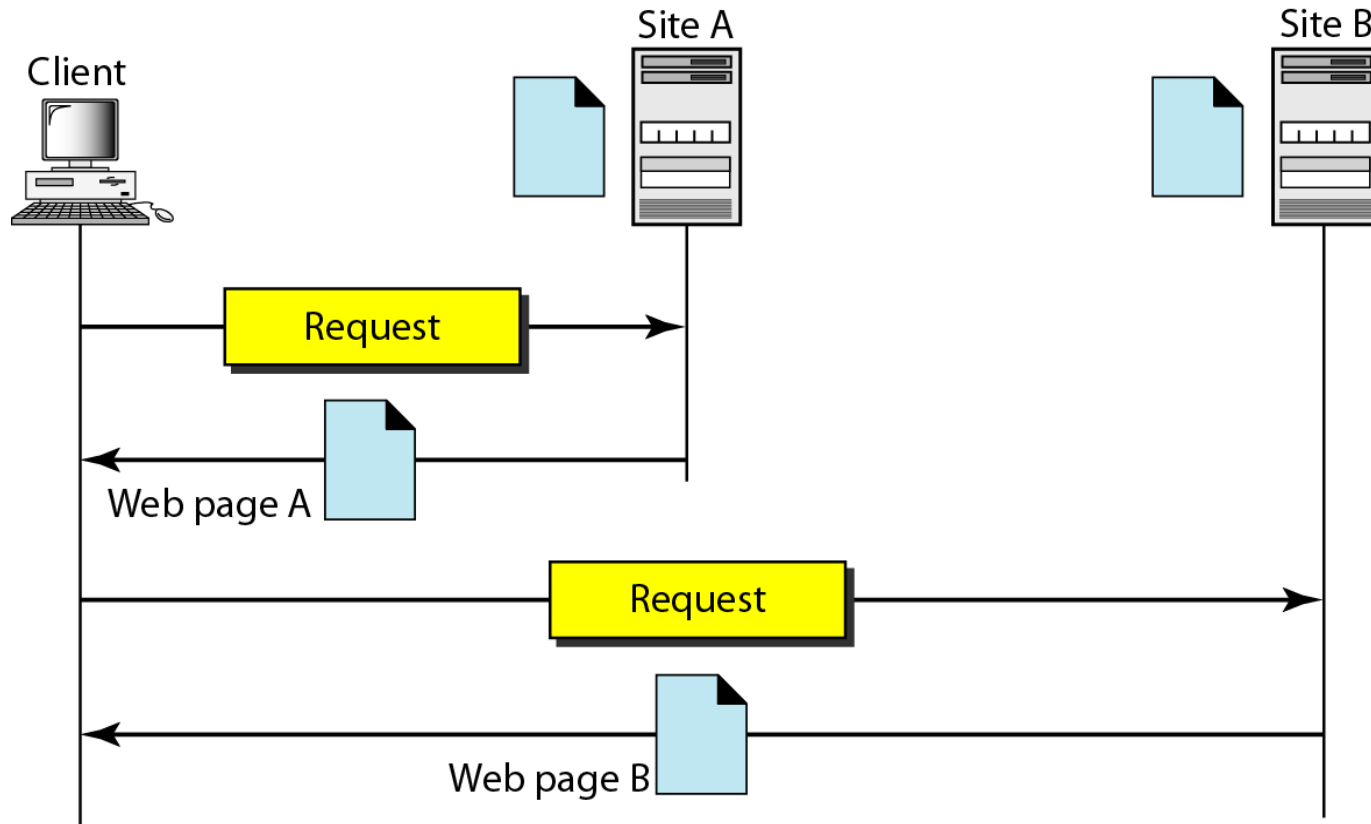 Site A
Site B
Client
Request
Web page A
Request
Web page B